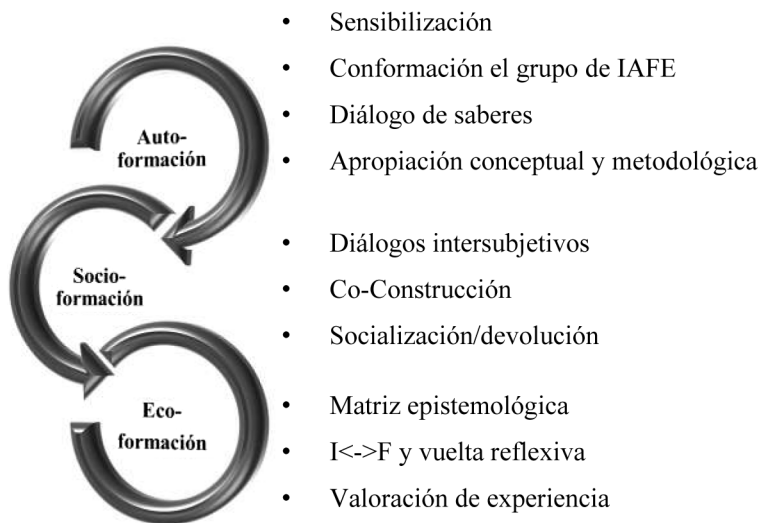 Auto-
formación
• Sensibilización
• Conformación el grupo de IAFE
• Diálogo de saberes
• Apropiación conceptual y metodológica
Socio-
formación
• Diálogos intersubjetivos
• Co-Construcción
• Socialización/devolución
Eco-
formación
• Matriz epistemológica
• I<->F y vuelta reflexiva
• Valoración de experiencia